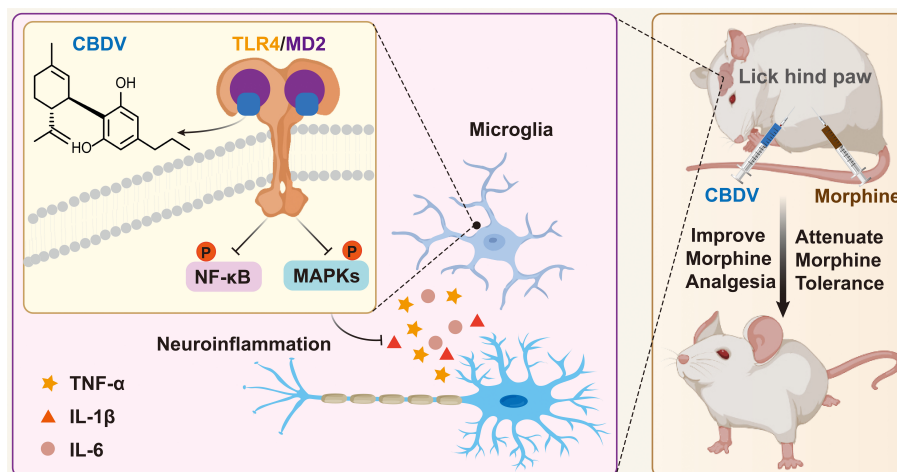 CBDV
TLR4/MD2
OH
HO
P
NF-κB
P
MAPKs
Microglia
Neuroinflammation
TNF-α
IL-1β
IL-6
Lick hind paw
CBDV
Morphine
Improve
Morphine
Analgesia
Attenuate
Morphine
Tolerance